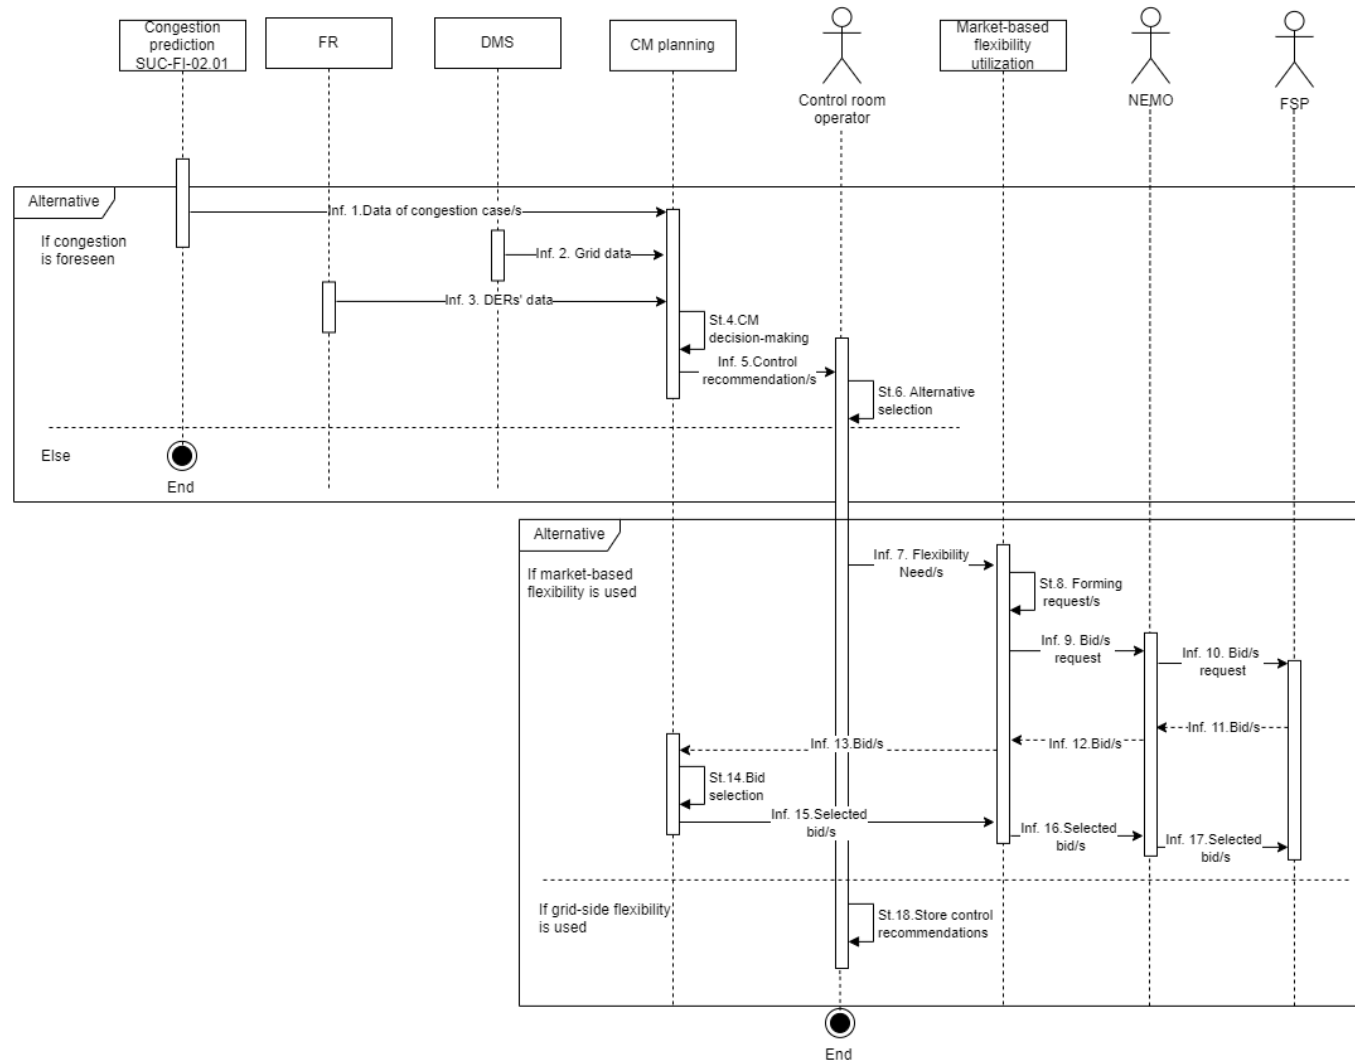 Congestion
prediction
SUC-FI-02.01
FR
DMS
CM planning
Control room
operator
Market-based
flexibility
utilization
NEMO
FSP
Alternative
If congestion
is foreseen
Inf. 1.Data of congestion case/s
Inf. 2. Grid data
Inf. 3. DERs' data
St.4.CM
decision-making
Inf. 5.Control
recommendation/s
St.6. Alternative
selection
Else
End
Alternative
If market-based
flexibility is used
Inf. 7. Flexibility
Need/s
St.8. Forming
request/s
Inf. 9. Bid/s
request
Inf. 10. Bid/s
request
Inf. 11.Bid/s
Inf. 12.Bid/s
Inf. 13.Bid/s
St.14.Bid
selection
Inf. 15.Selected
bid/s
Inf. 16.Selected
bid/s
Inf. 17.Selected
bid/s
If grid-side flexibility
is used
St.18.Store control
recommendations
End